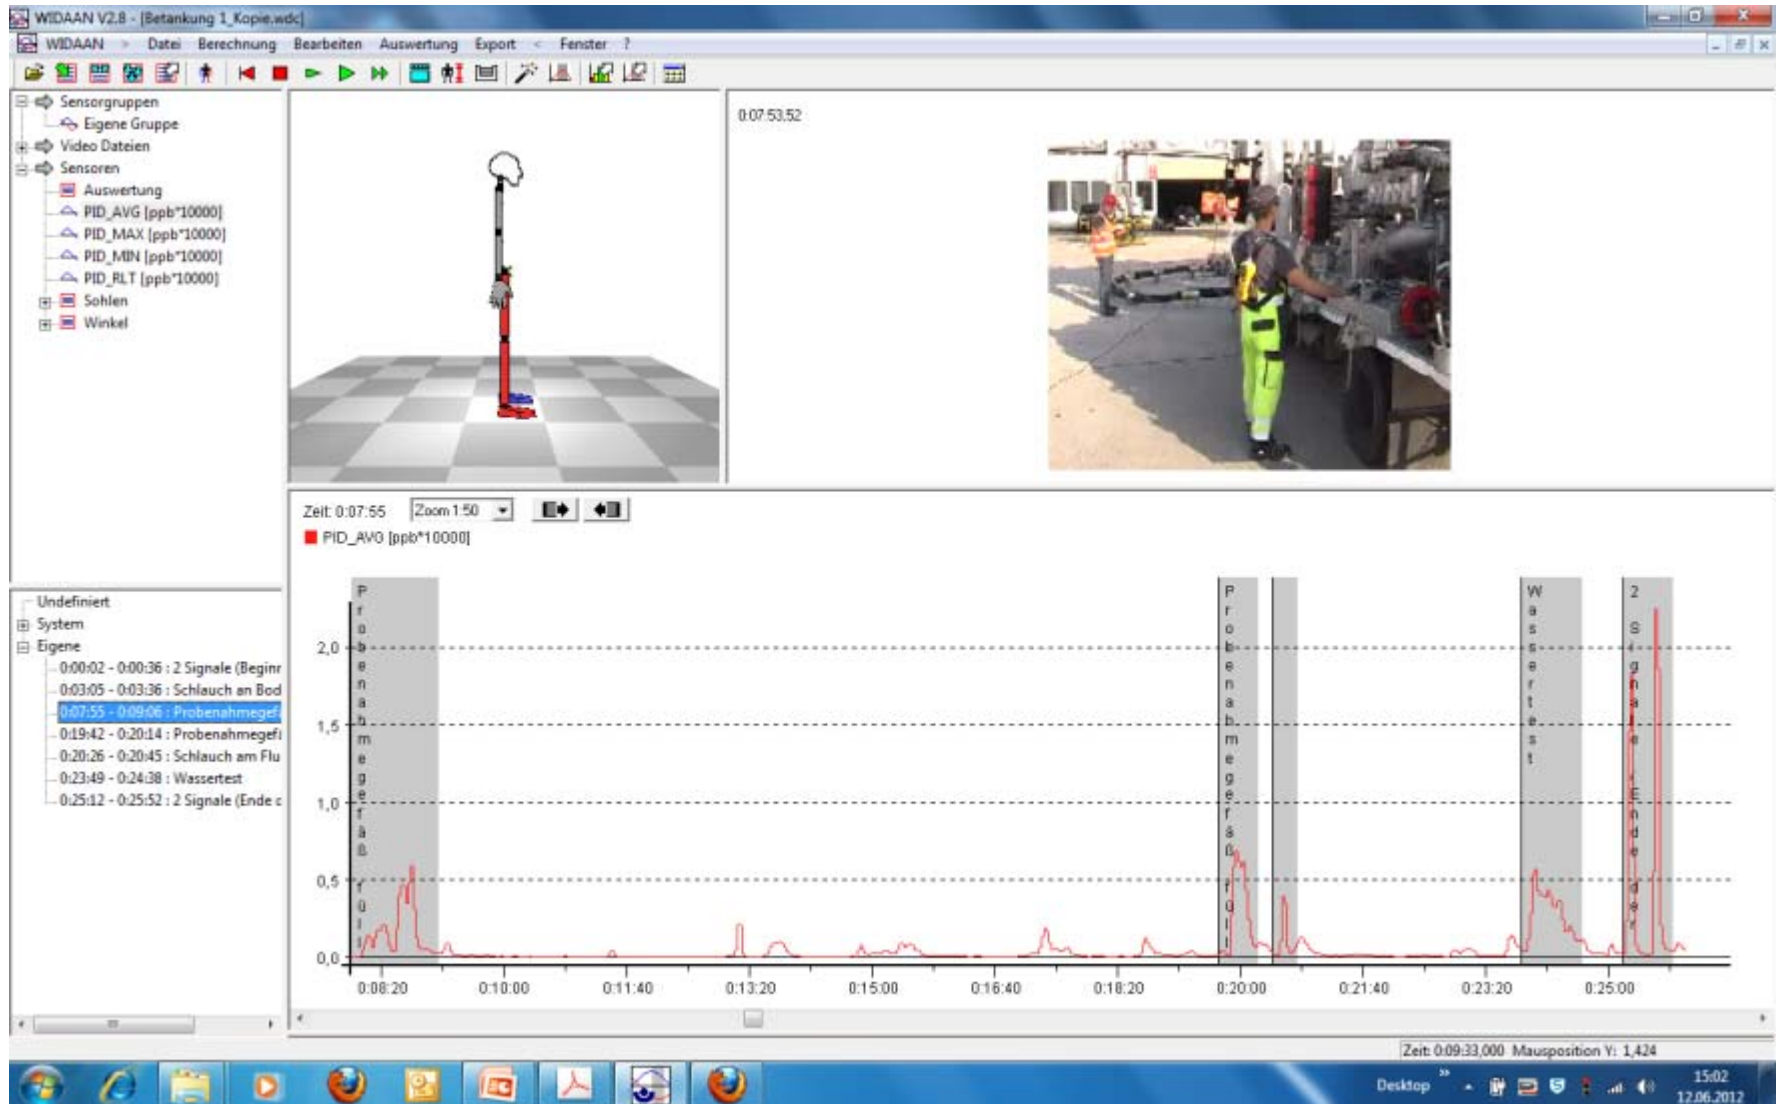 WIDAAN V2.8 - [Betankung 1_Kopie.wdc]
WIDAAN > Datei Berechnung Bearbeiten Auswertung Export < Fenster ?
Sensorgruppen
Eigene Gruppe
Video Dateien
Sensoren
Auswertung
PID_AVG [ppb*10000]
PID_MAX [ppb*10000]
PID_MIN [ppb*10000]
PID_RLT [ppb*10000]
Sohlen
Winkel
0:07:53,52
Undefiniert
System
Eigene
0:00:02 - 0:00:36 : 2 Signale (Beginr
0:03:05 - 0:03:36 : Schlauch an Bod
0:07:55 - 0:09:06 : Probenahmegefä
0:19:42 - 0:20:14 : Probenahmegefä
0:20:26 - 0:20:45 : Schlauch am Flu
0:23:49 - 0:24:38 : Wassertest
0:25:12 - 0:25:52 : 2 Signale (Ende d
Zeit: 0:07:55 Zoom 1:50
PID_AVG [ppb*10000]
Probenahmegefäß füll
Probenahmegefäß füll
Wassertest
2 Signale (Ende der
2,0
1,5
1,0
0,5
0,0
0:08:20 0:10:00 0:11:40 0:13:20 0:15:00 0:16:40 0:18:20 0:20:00 0:21:40 0:23:20 0:25:00
Zeit: 0:09:33,000 Mausposition Y: 1,424
Desktop
15:02
12.06.2012